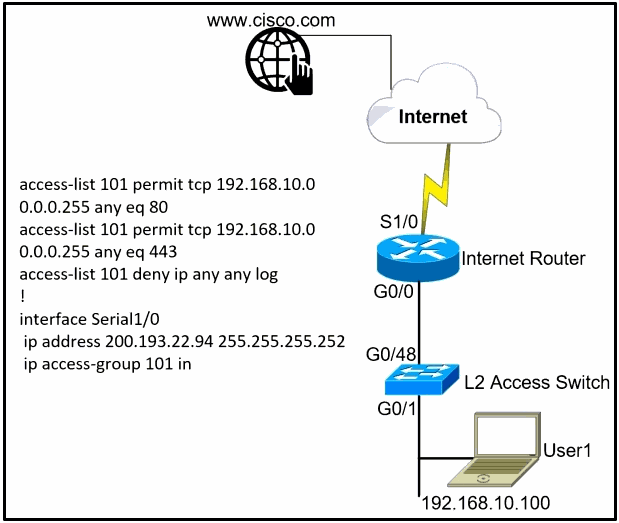 www.cisco.com
Internet
access-list 101 permit tcp 192.168.10.0
0.0.0.255 any eq 80
access-list 101 permit tcp 192.168.10.0
0.0.0.255 any eq 443
access-list 101 deny ip any any log
!
interface Serial1/0
ip address 200.193.22.94 255.255.255.252
ip access-group 101 in
S1/0
Internet Router
G0/0
G0/48
L2 Access Switch
G0/1
User1
192.168.10.100